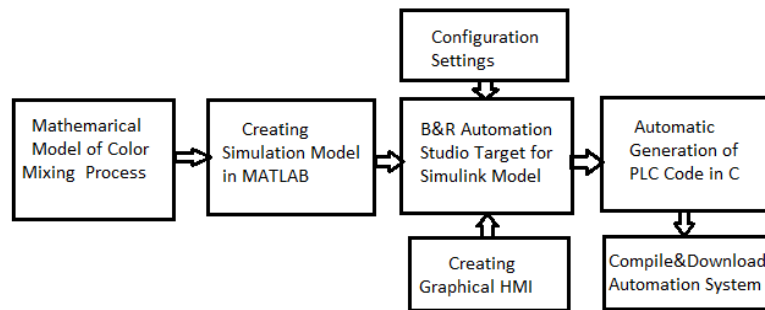 Configuration
Settings
Mathemarical
Model of Color
Mixing Process
Creating
Simulation Model
in MATLAB
B&R Automation
Studio Target for
Simulink Model
Automatic
Generation of
PLC Code in C
Creating
Graphical HMI
Compile&Download
Automation System